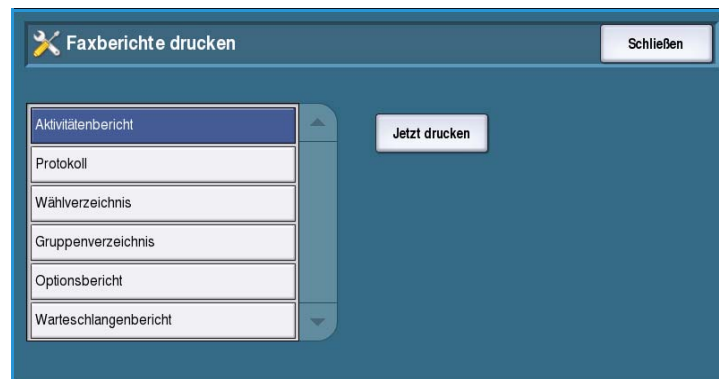 Faxberichte drucken
Schließen
Aktivitätenbericht
Jetzt drucken
Protokoll
Wählverzeichnis
Gruppenverzeichnis
Optionsbericht
Warteschlangenbericht